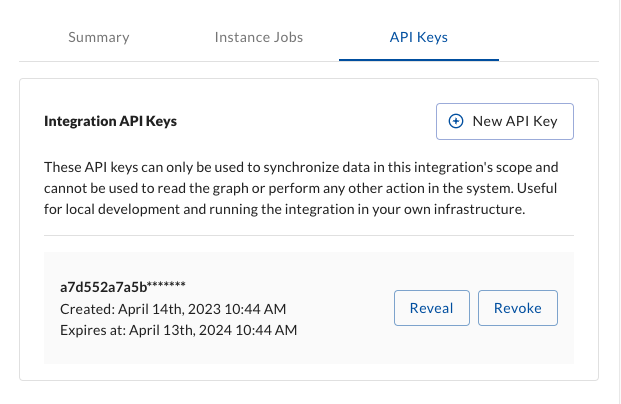 Summary
Instance Jobs
API Keys
Integration API Keys
New API Key
These API keys can only be used to synchronize data in this integration's scope and
cannot be used to read the graph or perform any other action in the system. Useful
for local development and running the integration in your own infrastructure.
a7d552a7a5b*******
Created: April 14th, 2023 10:44 AM
Expires at: April 13th, 2024 10:44 AM
Reveal
Revoke